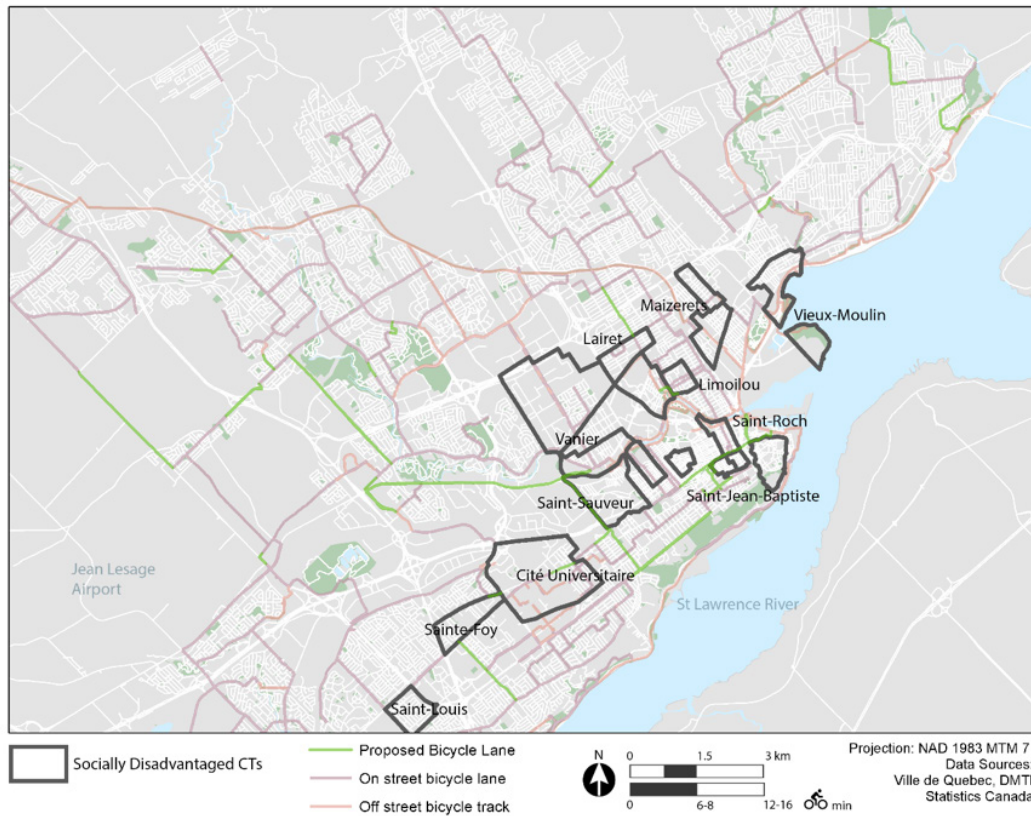 Maizerets
Vieux-Moulin
Lairet
Limoilou
Saint-Roch
Vanier
Saint-Sauveur
Saint-Jean-Baptiste
Jean Lesage
Airport
Cité Universitaire
St Lawrence River
Sainte-Foy
Saint-Louis
Socially Disadvantaged CTs
Proposed Bicycle Lane
On street bicycle lane
Off street bicycle track
N
0 1.5 3 km
0 6-8 12-16 min
Projection: NAD 1983 MTM 7
Data Sources:
Ville de Quebec, DMTI
Statistics Canada